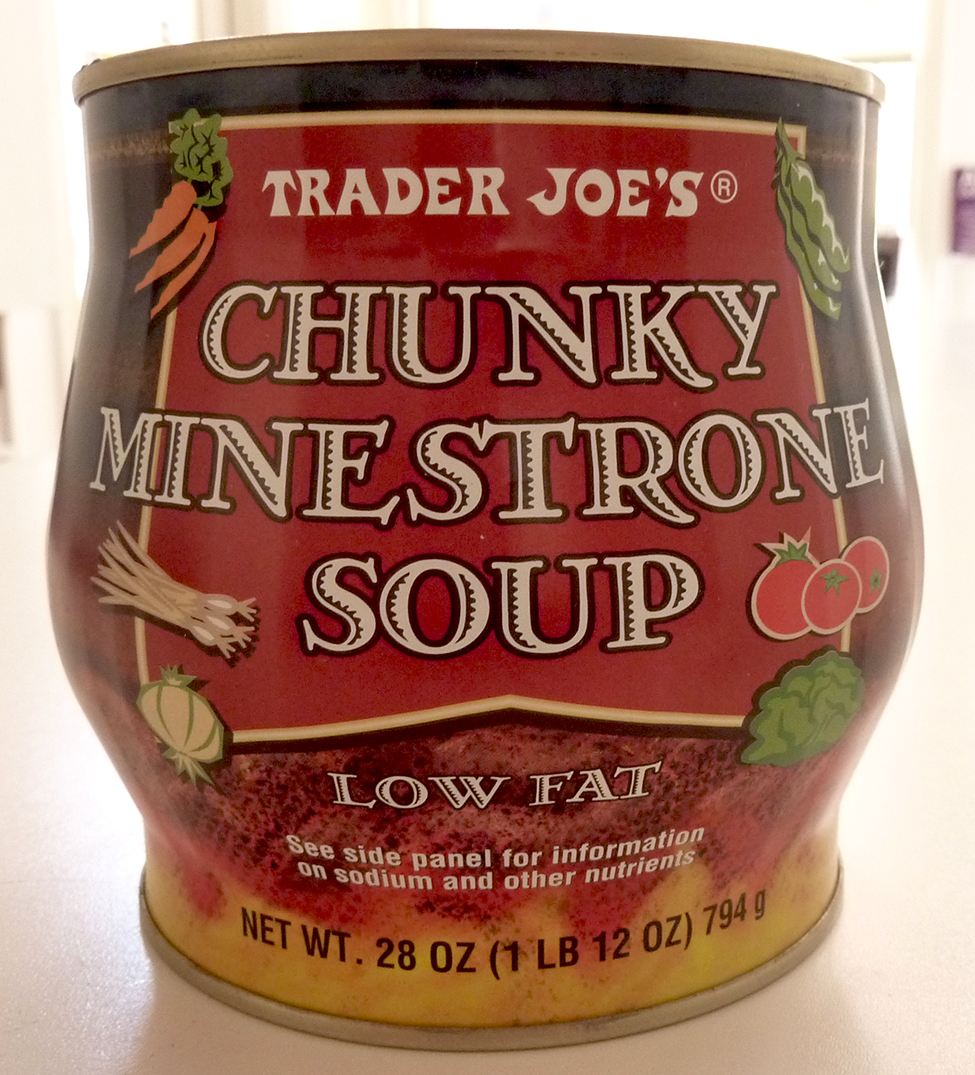 TRADER JOE'S®
CHUNKY
MINESTRONE
SOUP
LOW FAT
See side panel for information
on sodium and other nutrients
NET WT. 28 OZ (1 LB 12 OZ) 794 g